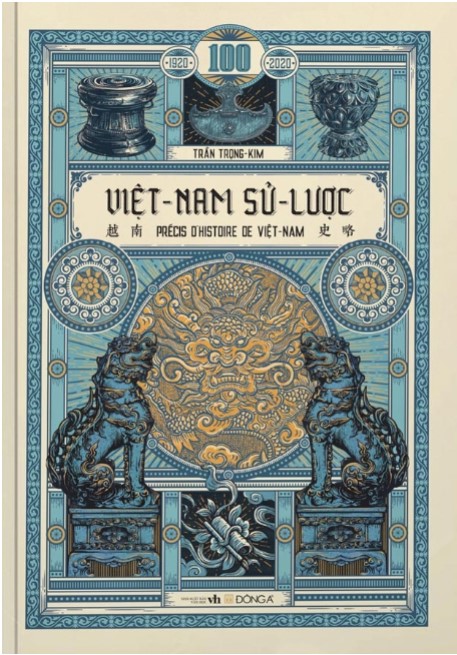 1920 100 2020
TRẦN TRỌNG-KIM
VIỆT-NAM SỬ-LƯỢC
越南 PRÉCIS D'HISTOIRE DE VIỆT-NAM 史略
vh ĐÔNG A